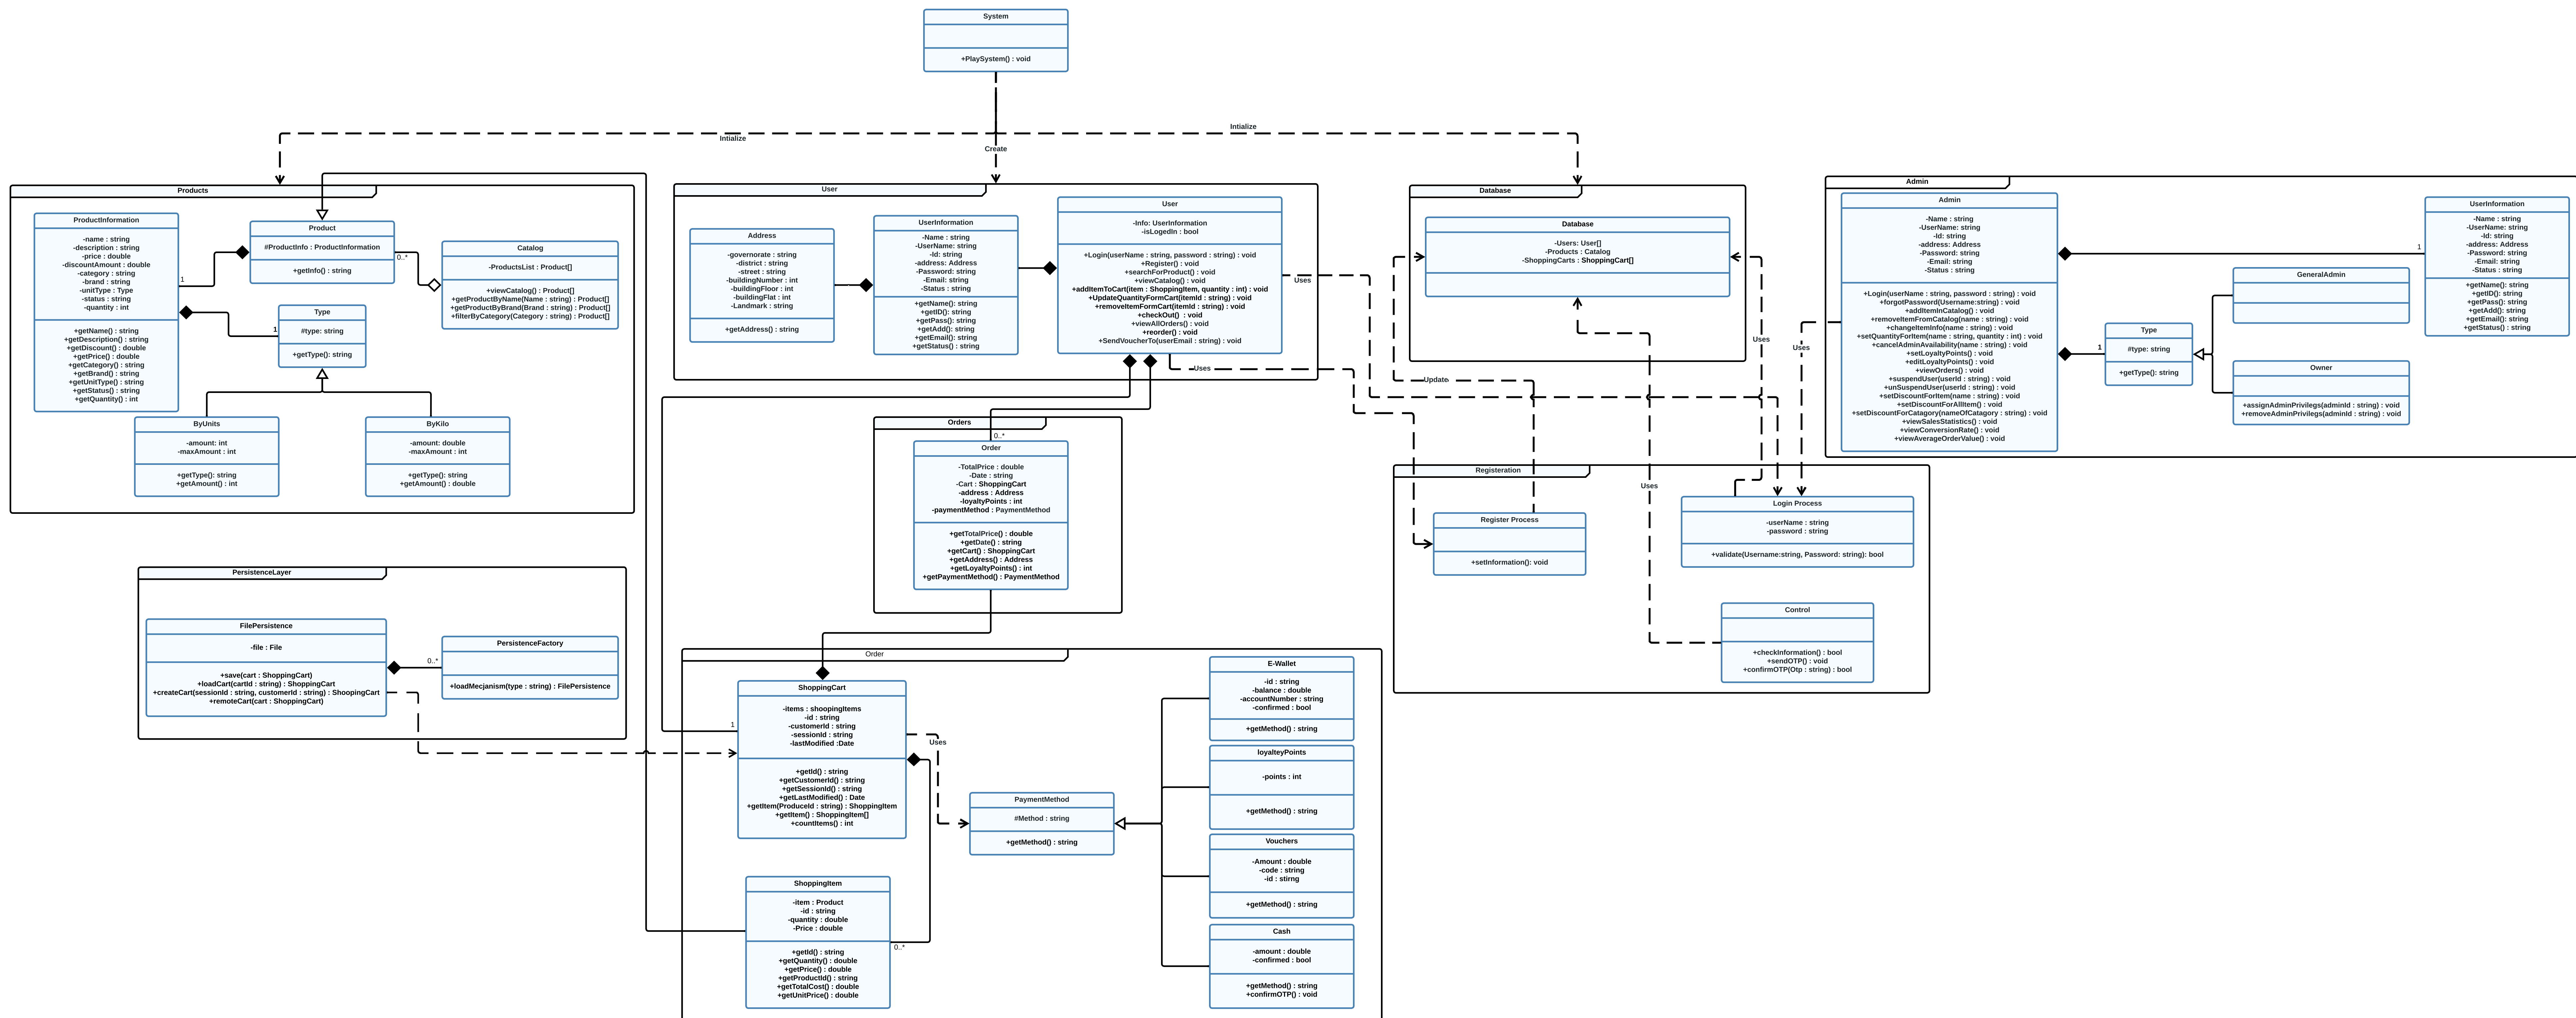 System
+PlaySystem() : void
Intialize
Intialize
Create
Products
ProductInformation
-name : string
-description : string
-price : double
-discountAmount : double
-category : string
-brand : string
-unitType : Type
-status : string
-quantity : int
+getName() : string
+getDescription() : string
+getDiscount() : double
+getPrice() : double
+getCategory() : string
+getBrand() : string
+getUnitType() : string
+getStatus() : string
+getQuantity() : int
1
Product
#ProductInfo : ProductInformation
+getInfo() : string
0..*
Catalog
-ProductsList : Product[]
+viewCatalog() : Product[]
+getProductByName(Name : string) : Product[]
+getProductByBrand(Brand : string) : Product[]
+filterByCategory(Category : string) : Product[]
1
Type
#type: string
+getType(): string
ByUnits
-amount: int
-maxAmount : int
+getType(): string
+getAmount() : int
ByKilo
-amount: double
-maxAmount : int
+getType(): string
+getAmount() : double
User
Address
-governorate : string
-district : string
-street : string
-buildingNumber : int
-buildingFloor : int
-buildingFlat : int
-Landmark : string
+getAddress() : string
UserInformation
-Name : string
-UserName: string
-Id: string
-address: Address
-Password: string
-Email: string
-Status : string
+getName(): string
+getID(): string
+getPass(): string
+getAdd(): string
+getEmail(): string
+getStatus() : string
User
-Info: UserInformation
-isLogedIn : bool
+Login(userName : string, password : string) : void
+Register() : void
+searchForProduct() : void
+viewCatalog() : void
+addItemToCart(item : ShoppingItem, quantity : int) : void
+UpdateQuantityFormCart(itemId : string) : void
+removeItemFormCart(itemId : string) : void
+checkOut() : void
+viewAllOrders() : void
+reorder() : void
+SendVoucherTo(userEmail : string) : void
Uses
Uses
Database
Database
-Users: User[]
-Products : Catalog
-ShoppingCarts : ShoppingCart[]
Update
Uses
Uses
Uses
Admin
Admin
-Name : string
-UserName: string
-Id: string
-address: Address
-Password: string
-Email: string
-Status : string
+Login(userName : string, password : string) : void
+forgotPassword(Username:string) : void
+addItemInCatalog() : void
+removeItemFromCatalog(name : string) : void
+changeItemInfo(name : string) : void
+setQuantityForItem(name : string, quantity : int) : void
+cancelAdminAvailability(name : string) : void
+setLoyaltyPoints() : void
+editLoyaltyPoints() : void
+viewOrders() : void
+suspendUser(userId : string) : void
+unSuspendUser(userId : string) : void
+setDiscountForItem(name : string) : void
+setDiscountForAllItem() : void
+setDiscountForCatagory(nameOfCatagory : string) : void
+viewSalesStatistics() : void
+viewConversionRate() : void
+viewAverageOrderValue() : void
1
UserInformation
-Name : string
-UserName: string
-Id: string
-address: Address
-Password: string
-Email: string
-Status : string
+getName(): string
+getID(): string
+getPass(): string
+getAdd(): string
+getEmail(): string
+getStatus() : string
1
Type
#type: string
+getType(): string
GeneralAdmin
Owner
+assignAdminPrivilegs(adminId : string) : void
+removeAdminPrivilegs(adminId : string) : void
Orders
0..*
Order
-TotalPrice : double
-Date : string
-Cart : ShoppingCart
-address : Address
-loyaltyPoints : int
-paymentMethod : PaymentMethod
+getTotalPrice() : double
+getDate() : string
+getCart() : ShoppingCart
+getAddress() : Address
+getLoyaltyPoints() : int
+getPaymentMethod() : PaymentMethod
Registeration
Register Process
+setInformation(): void
Login Process
-userName : string
-password : string
+validate(Username:string, Password: string): bool
Control
+checkInformation() : bool
+sendOTP() : void
+confirmOTP(Otp : string) : bool
PersistenceLayer
FilePersistence
-file : File
+save(cart : ShoppingCart)
+loadCart(cartId : string) : ShoppingCart
+createCart(sessionId : string, customerId : string) : ShoopingCart
+remoteCart(cart : ShoppingCart)
0..*
PersistenceFactory
+loadMecjanism(type : string) : FilePersistence
Order
1
ShoppingCart
-items : shoopingItems
-id : string
-customerId : string
-sessionId : string
-lastModified :Date
+getId() : string
+getCustomerId() : string
+getSessionId() : string
+getLastModified() : Date
+getItem(ProduceId : string) : ShoppingItem
+getItem() : ShoppingItem[]
+countItems() : int
Uses
ShoppingItem
-item : Product
-id : string
-quantity : double
-Price : double
+getId() : string
+getQuantity() : double
+getPrice() : double
+getProductId() : string
+getTotalCost() : double
+getUnitPrice() : double
0..*
PaymentMethod
#Method : string
+getMethod() : string
E-Wallet
-id : string
-balance : double
-accountNumber : string
-confirmed : bool
+getMethod() : string
loyalteyPoints
-points : int
+getMethod() : string
Vouchers
-Amount : double
-code : string
-id : stirng
+getMethod() : string
Cash
-amount : double
-confirmed : bool
+getMethod() : string
+confirmOTP() : void